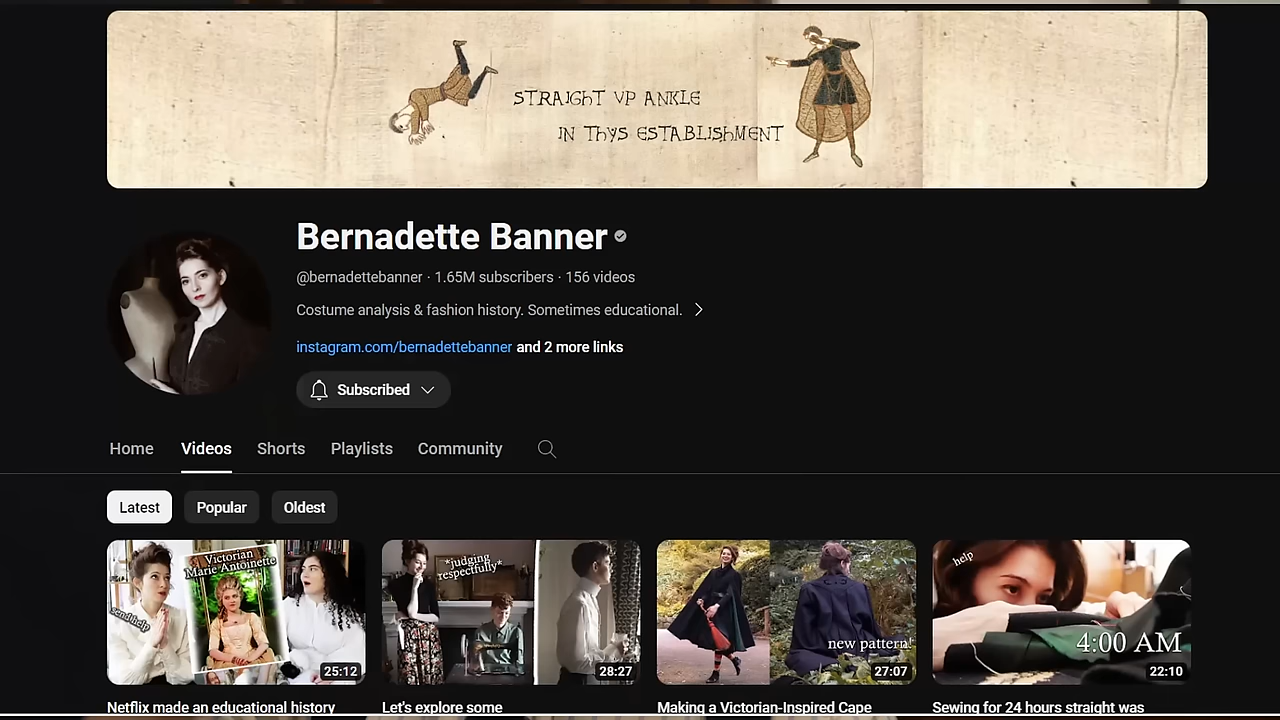 STRAIGhT VP ANKLE
IN ThYS ESTABLIShMENT
Bernadette Banner
@bernadettebanner · 1.65M subscribers · 156 videos
Costume analysis & fashion history. Sometimes educational.
instagram.com/bernadettebanner and 2 more links
Subscribed
Home Videos Shorts Playlists Community
Latest Popular Oldest
Victorian
Marie Antoinette
send help
25:12
*judging
respectfully*
28:27
new pattern!
27:07
help
4:00 AM
22:10
Netflix made an educational history Let's explore some Making a Victorian-Inspired Cape Sewing for 24 hours straight was